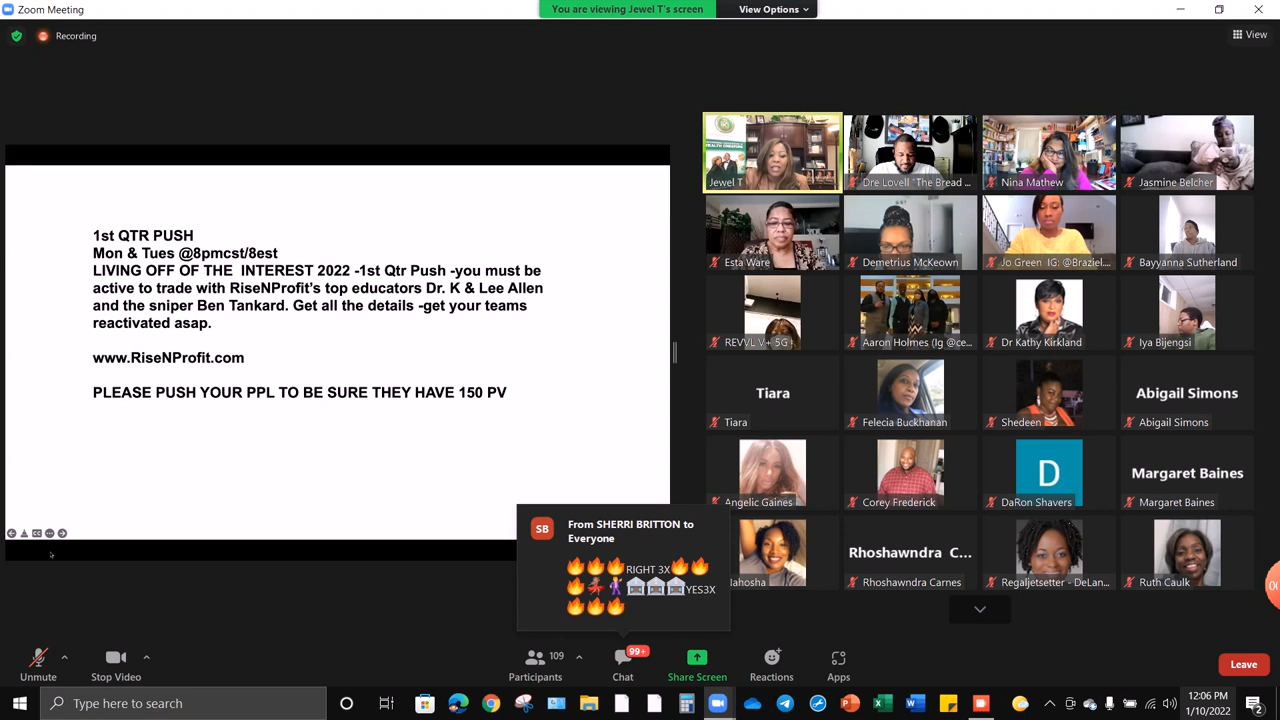 Zoom Meeting
You are viewing Jewel T's screen
View Options
Recording
View
1st QTR PUSH
Mon & Tues @8pmcst/8est
LIVING OFF OF THE INTEREST 2022 -1st Qtr Push -you must be
active to trade with RiseNProfit's top educators Dr. K & Lee Allen
and the sniper Ben Tankard. Get all the details -get your teams
reactivated asap.
www.RiseNProfit.com
PLEASE PUSH YOUR PPL TO BE SURE THEY HAVE 150 PV
Jewel T
Dre Lovell "The Bread ...
Nina Mathew
Jasmine Belcher
Esta Ware
Demetrius McKeown
Jo Green IG: @Braziel...
Bayyanna Sutherland
REVVL V+ 5G
Aaron Holmes (Ig @ce...
Dr Kathy Kirkland
Iya Bijengsi
Tiara
Tiara
Felecia Buckhanan
Shedeen
Abigail Simons
Abigail Simons
Angelic Gaines
Corey Frederick
D
DaRon Shavers
Margaret Baines
Margaret Baines
Nahosha
Rhoshawndra C...
Rhoshawndra Carnes
Regaljetsetter - DeLan...
Ruth Caulk
SB
From SHERRI BRITTON to
Everyone
🔥🔥🔥RIGHT 3X🔥🔥
YES3X
🔥🔥🔥
Unmute
Stop Video
109
Participants
99+
Chat
Share Screen
Reactions
Apps
Leave
Type here to search
12:06 PM
1/10/2022
2